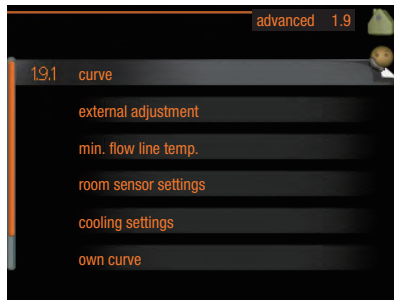 advanced 1.9
1.9.1 curve
external adjustment
min. flow line temp.
room sensor settings
cooling settings
own curve